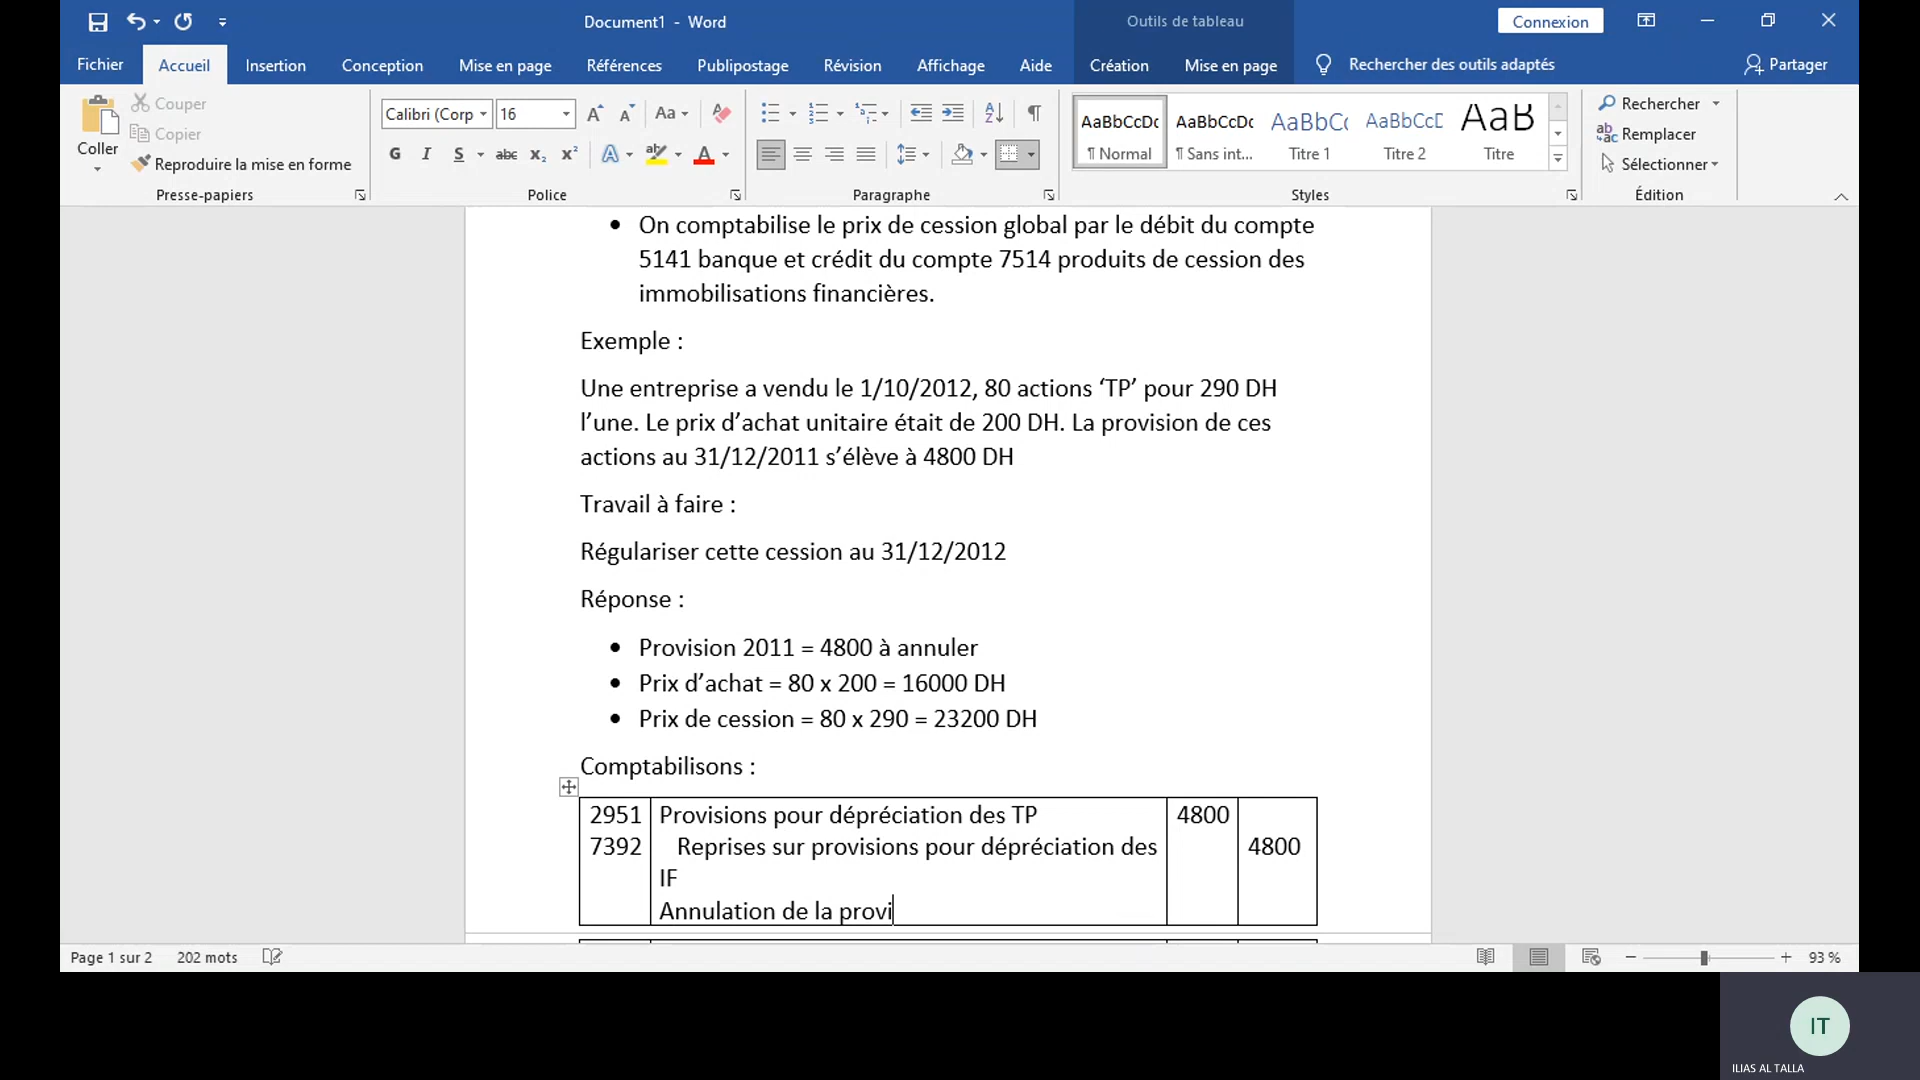 Document1 - Word
Outils de tableau
Connexion
Fichier Accueil Insertion Conception Mise en page Références Publipostage Révision Affichage Aide Création Mise en page Rechercher des outils adaptés Partager
Coller
Couper
Copier
Reproduire la mise en forme
Presse-papiers
Calibri (Corp 16
Aa
G I S abc x₂ x² A A
Police
Paragraphe
AaBbCcDc AaBbCcDc AaBbCc AaBbCcD AaB
¶ Normal ¶ Sans int... Titre 1 Titre 2 Titre
Styles
Rechercher
Remplacer
Sélectionner
Édition
• On comptabilise le prix de cession global par le débit du compte
5141 banque et crédit du compte 7514 produits de cession des
immobilisations financières.
Exemple :
Une entreprise a vendu le 1/10/2012, 80 actions ‘TP’ pour 290 DH
l’une. Le prix d’achat unitaire était de 200 DH. La provision de ces
actions au 31/12/2011 s’élève à 4800 DH
Travail à faire :
Régulariser cette cession au 31/12/2012
Réponse :
• Provision 2011 = 4800 à annuler
• Prix d’achat = 80 x 200 = 16000 DH
• Prix de cession = 80 x 290 = 23200 DH
Comptabilisons :
2951 Provisions pour dépréciation des TP 4800
7392 Reprises sur provisions pour dépréciation des 4800
IF
Annulation de la provi
Page 1 sur 2 202 mots 93 %
IT
ILIAS AL TALLA